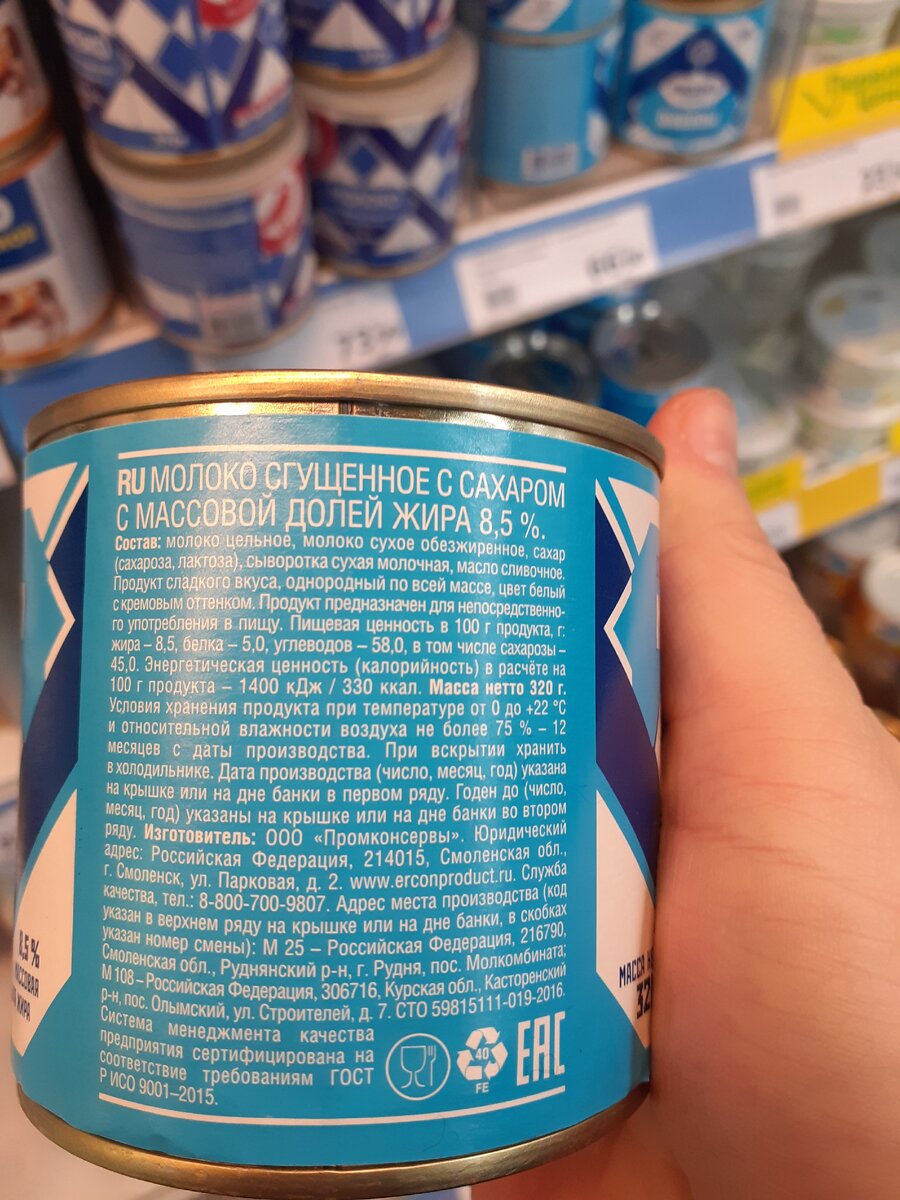 RU МОЛОКО СГУЩЕННОЕ С САХАРОМ
С МАССОВОЙ ДОЛЕЙ ЖИРА 8,5 %.
Состав: молоко цельное, молоко сухое обезжиренное, сахар
(сахароза, лактоза), сыворотка сухая молочная, масло сливочное.
Продукт сладкого вкуса, однородный по всей массе, цвет белый
с кремовым оттенком. Продукт предназначен для непосредственно-
го употребления в пищу. Пищевая ценность в 100 г продукта, г:
жира – 8,5, белка – 5,0, углеводов – 58,0, в том числе сахарозы –
45,0. Энергетическая ценность (калорийность) в расчёте на
100 г продукта – 1400 кДж / 330 ккал. Масса нетто 320 г.
Условия хранения продукта при температуре от 0 до +22 °С
и относительной влажности воздуха не более 75 % – 12
месяцев с даты производства. При вскрытии хранить
в холодильнике. Дата производства (число, месяц, год) указана
на крышке или на дне банки в первом ряду. Годен до (число,
месяц, год) указаны на крышке или на дне банки во втором
ряду. Изготовитель: ООО «Промконсервы». Юридический
адрес: Российская Федерация, 214015, Смоленская обл.,
г. Смоленск, ул. Парковая, д. 2. www.erconproduct.ru. Служба
качества, тел.: 8-800-700-9807. Адрес места производства (код
указан в верхнем ряду на крышке или на дне банки, в скобках
указан номер смены): М 25 – Российская Федерация, 216790,
Смоленская обл., Руднянский р-н, г. Рудня, пос. Молкомбината;
М 108 – Российская Федерация, 306716, Курская обл., Касторенский
р-н, пос. Олымский, ул. Строителей, д. 7. СТО 59815111-019-2016.
Система менеджмента качества
предприятия сертифицирована на
соответствие требованиям ГОСТ
Р ИСО 9001–2015.
40
FE
EAC
8,5 %
ЖИРА
МАССА
32